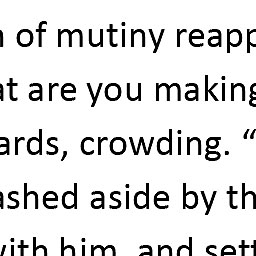 of mutiny reapp
at are you making
ards, crowding. “
ashed aside by th
with him, and sett